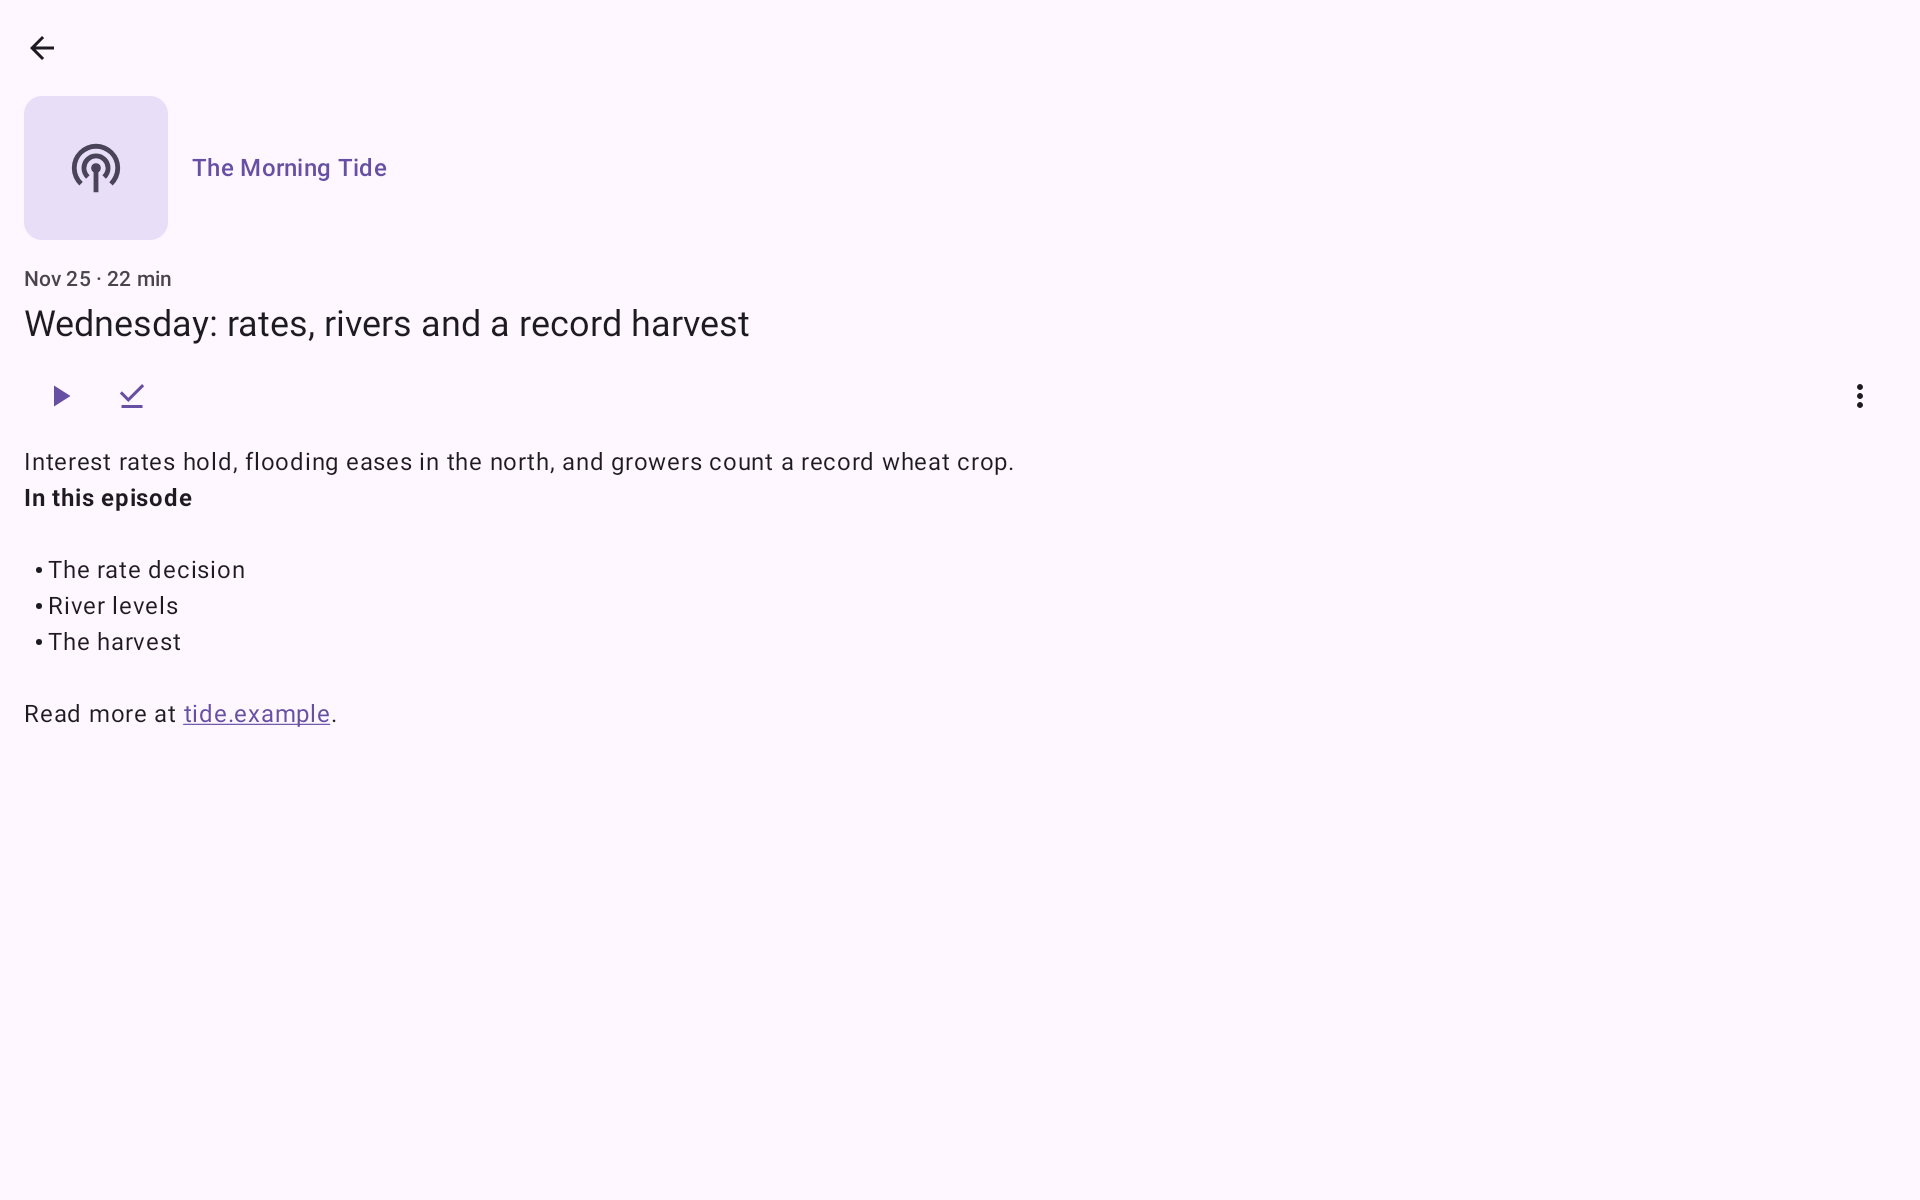 The Morning Tide
Nov 25 · 22 min
Wednesday: rates, rivers and a record harvest
Interest rates hold, flooding eases in the north, and growers count a record wheat crop.
In this episode
• The rate decision
• River levels
• The harvest
Read more at tide.example.